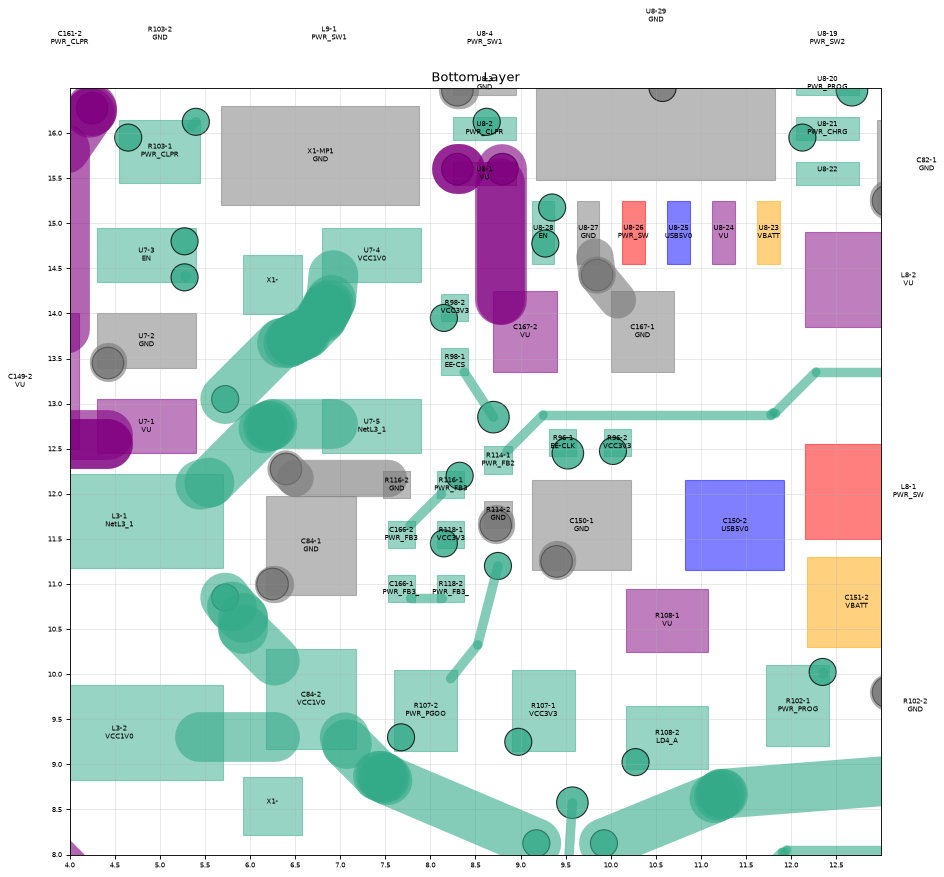 U8-29
GND
C161-2
PWR_CLPR
R103-2
GND
L9-1
PWR_SW1
U8-4
PWR_SW1
U8-19
PWR_SW2
Bottom Layer
GND
U8-20
PWR_PROG
U8-2
PWR_CLPR
U8-21
PWR_CHRG
R103-1
PWR_CLPR
X1-MP1
GND
U8-1
VU
U8-22
C82-1
GND
U7-3
EN
U7-4
VCC1V0
U8-28
EN
U8-27
GND
U8-26
PWR_SW
U8-25
USB5V0
U8-24
VU
U8-23
VBATT
X1-
L8-2
VU
R98-2
VCC3V3
U7-2
GND
C167-2
VU
C167-1
GND
R98-1
EE-CS
C149-2
VU
U7-1
VU
U7-5
NetL3_1
R96-1
EE-CLK
R96-2
VCC3V3
R114-1
PWR_FB2
R116-2
GND
R116-1
PWR_FB3
L8-1
PWR_SW
L3-1
NetL3_1
C84-1
GND
C166-2
PWR_FB3
R118-1
VCC3V3
R114-2
GND
C150-1
GND
C150-2
USB5V0
C166-1
PWR_FB3_
R118-2
PWR_FB3_
R108-1
VU
C151-2
VBATT
L3-2
VCC1V0
C84-2
VCC1V0
R107-2
PWR_PGOO
R107-1
VCC3V3
R108-2
LD4_A
R102-1
PWR_PROG
R102-2
GND
X1-
16.0
15.5
15.0
14.5
14.0
13.5
13.0
12.5
12.0
11.5
11.0
10.5
10.0
9.5
9.0
8.5
8.0
4.0 4.5 5.0 5.5 6.0 6.5 7.0 7.5 8.0 8.5 9.0 9.5 10.0 10.5 11.0 11.5 12.0 12.5